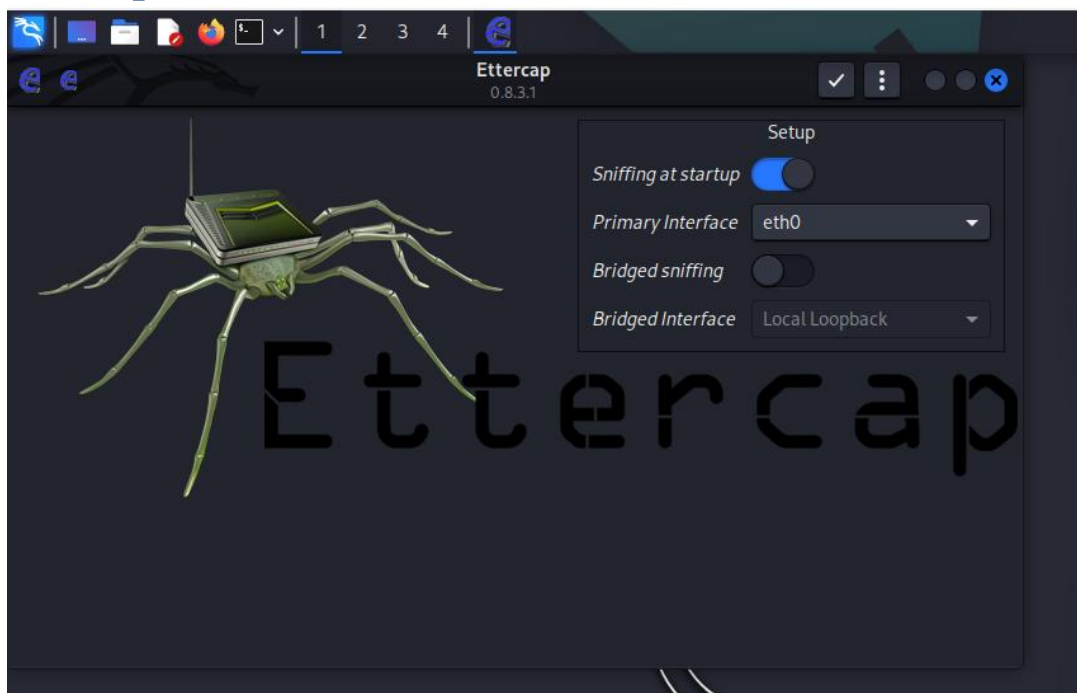 1 2 3 4
Ettercap
0.8.3.1
Setup
Sniffing at startup
Primary Interface eth0
Bridged sniffing
Bridged Interface Local Loopback
Ettercap